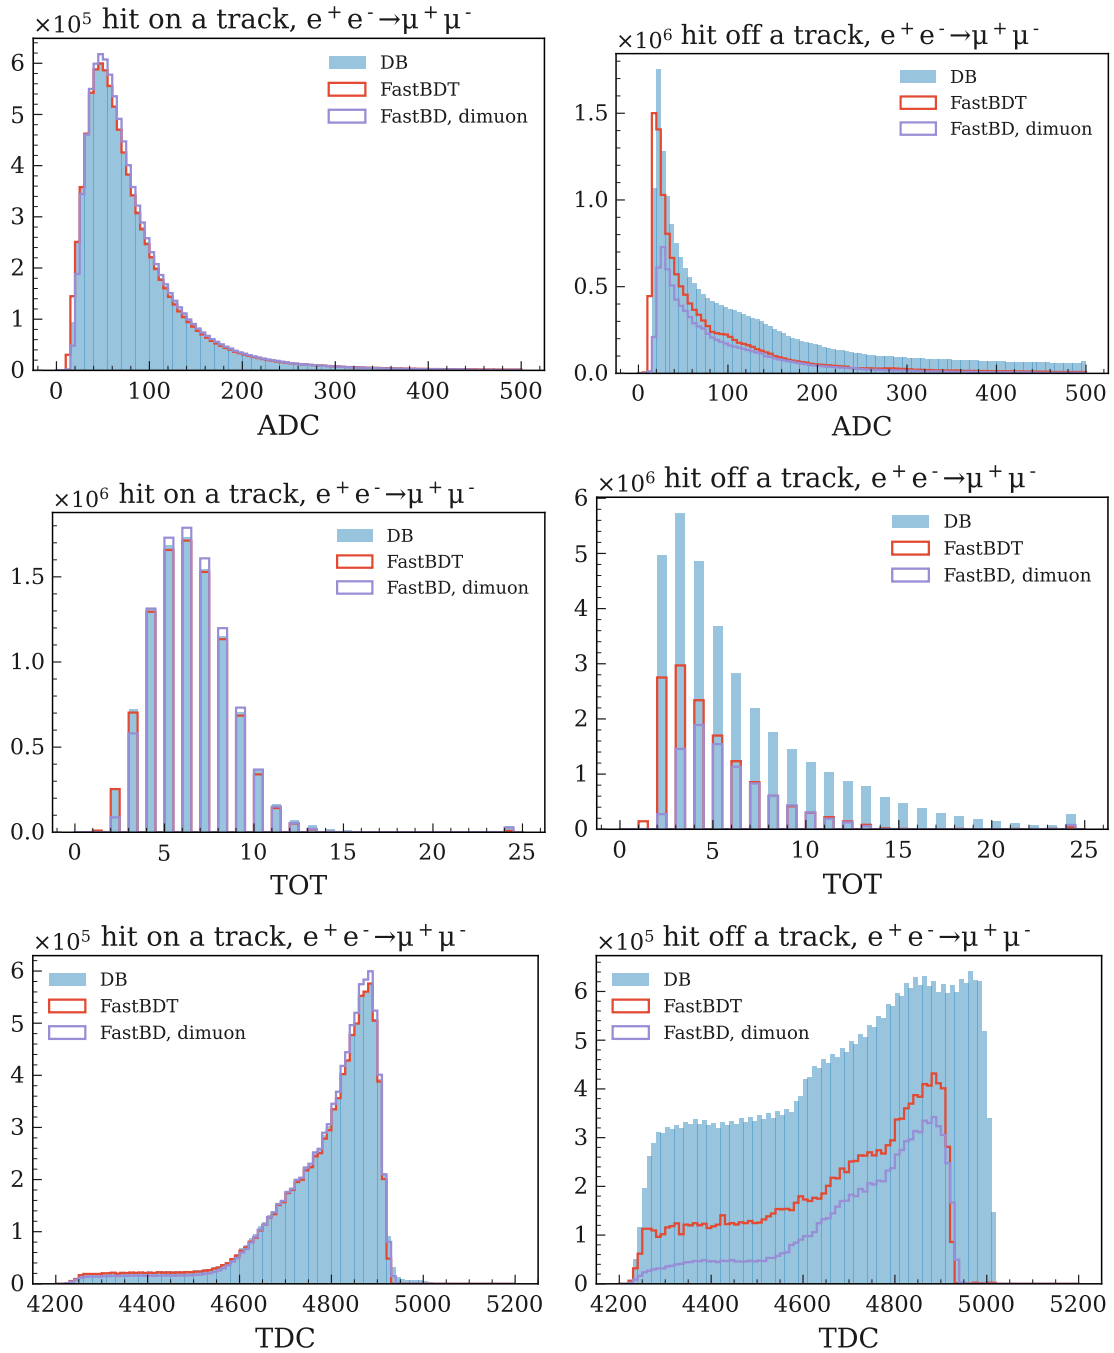 ×10⁵ hit on a track, e⁺e⁻→μ⁺μ⁻
DB
FastBDT
FastBD, dimuon
6
5
4
3
2
1
0
0 100 200 300 400 500
ADC
×10⁶ hit off a track, e⁺e⁻→μ⁺μ⁻
DB
FastBDT
FastBD, dimuon
1.5
1.0
0.5
0.0
0 100 200 300 400 500
ADC
×10⁶ hit on a track, e⁺e⁻→μ⁺μ⁻
DB
FastBDT
FastBD, dimuon
1.5
1.0
0.5
0.0
0 5 10 15 20 25
TOT
×10⁶ hit off a track, e⁺e⁻→μ⁺μ⁻
DB
FastBDT
FastBD, dimuon
6
5
4
3
2
1
0
0 5 10 15 20 25
TOT
×10⁵ hit on a track, e⁺e⁻→μ⁺μ⁻
DB
FastBDT
FastBD, dimuon
6
5
4
3
2
1
0
4200 4400 4600 4800 5000 5200
TDC
×10⁵ hit off a track, e⁺e⁻→μ⁺μ⁻
DB
FastBDT
FastBD, dimuon
6
5
4
3
2
1
0
4200 4400 4600 4800 5000 5200
TDC